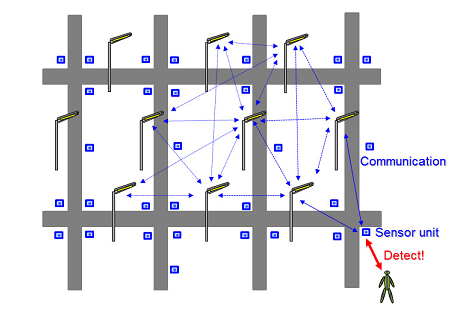 Communication
Sensor unit
Detect!